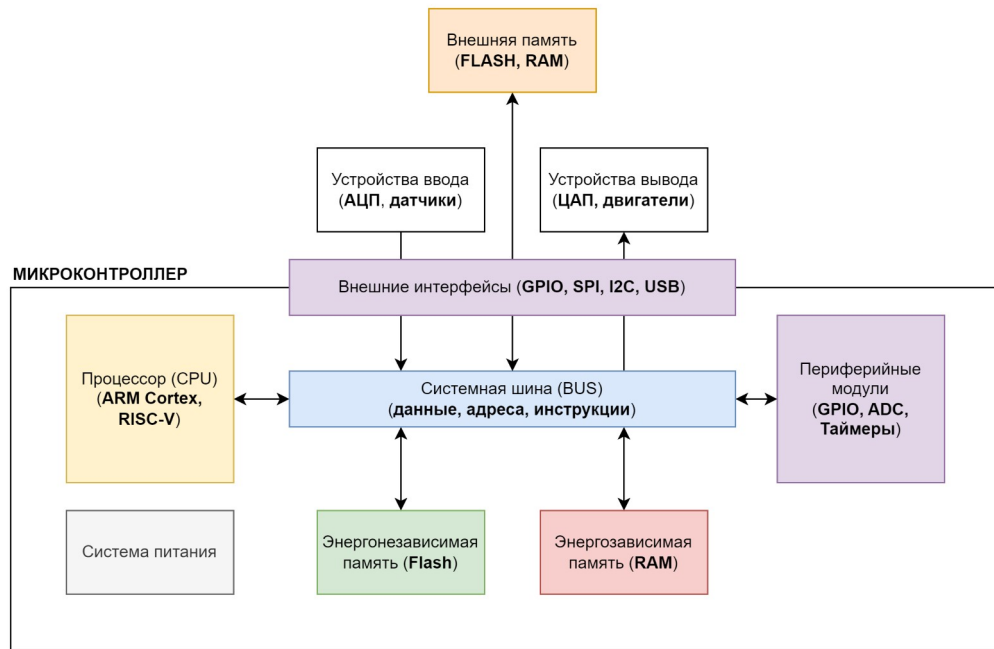 Внешняя память
(FLASH, RAM)
Устройства ввода
(АЦП, датчики)
Устройства вывода
(ЦАП, двигатели)
МИКРОКОНТРОЛЛЕР
Внешние интерфейсы (GPIO, SPI, I2C, USB)
Процессор (CPU)
(ARM Cortex,
RISC-V)
Системная шина (BUS)
(данные, адреса, инструкции)
Периферийные
модули
(GPIO, ADC,
Таймеры)
Система питания
Энергонезависимая
память (Flash)
Энергозависимая
память (RAM)